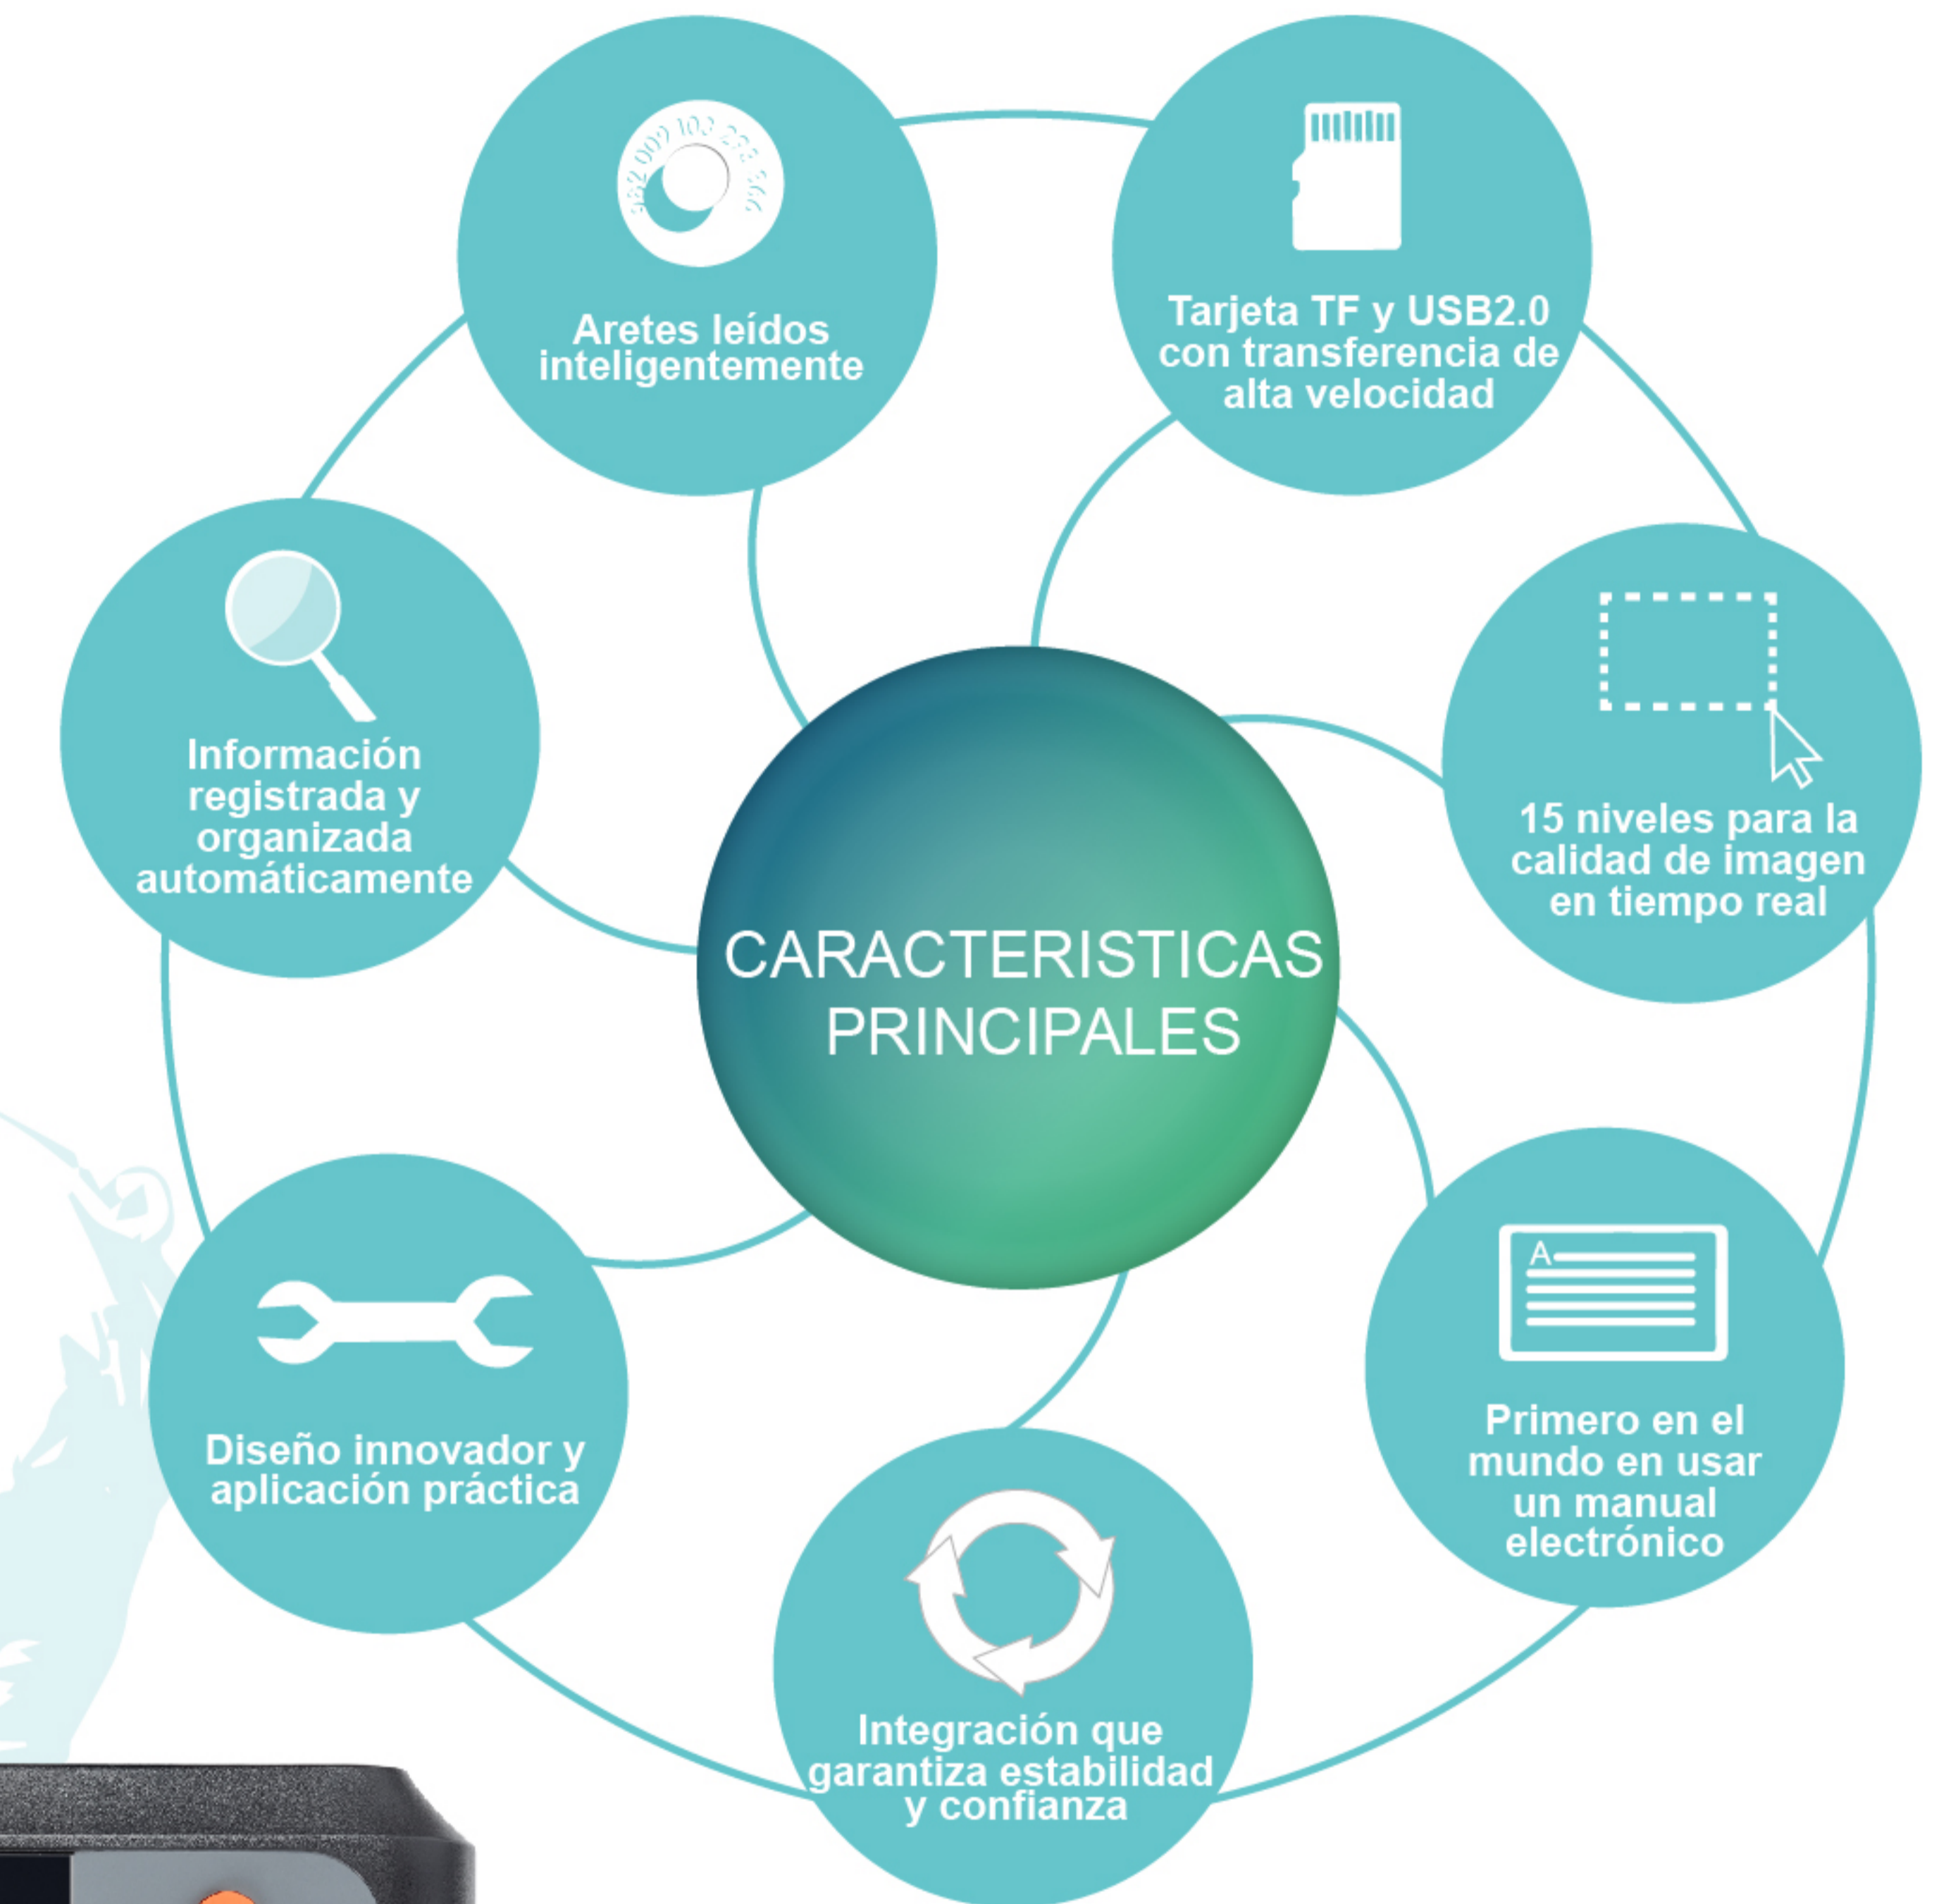 Aretes leídos
inteligentemente
Tarjeta TF y USB2.0
con transferencia de
alta velocidad
Información
registrada y
organizada
automáticamente
15 niveles para la
calidad de imagen
en tiempo real
CARACTERISTICAS
PRINCIPALES
Diseño innovador y
aplicación práctica
A
Primero en el
mundo en usar
un manual
electrónico
Integración que
garantiza estabilidad
y confianza